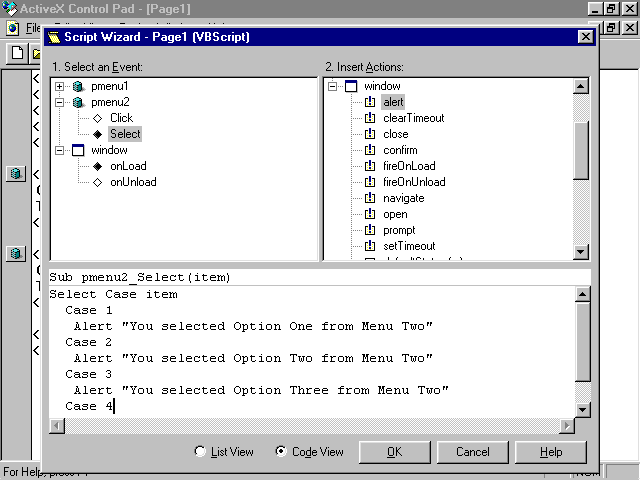 ActiveX Control Pad - [Page1]
Script Wizard - Page1 (VBScript)
1. Select an Event:
pmenu1
pmenu2
Click
Select
window
onLoad
onUnload
2. Insert Actions:
window
alert
clearTimeout
close
confirm
fireOnLoad
fireOnUnload
navigate
open
prompt
setTimeout
Sub pmenu2_Select(item)
Select Case item
Case 1
Alert "You selected Option One from Menu Two"
Case 2
Alert "You selected Option Two from Menu Two"
Case 3
Alert "You selected Option Three from Menu Two"
Case 4
List View
Code View
OK
Cancel
Help
For Help,